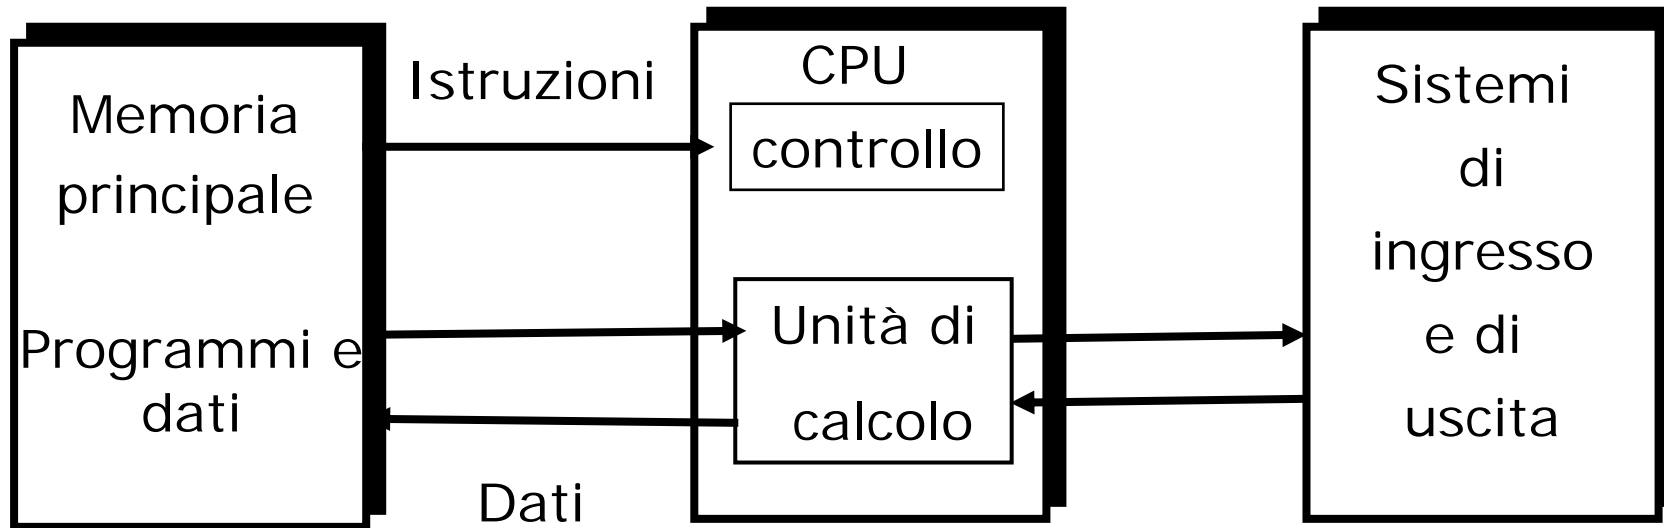 Memoria
principale
Programmi e
dati
Istruzioni
Dati
CPU
controllo
Unità di
calcolo
Sistemi
di
ingresso
e di
uscita